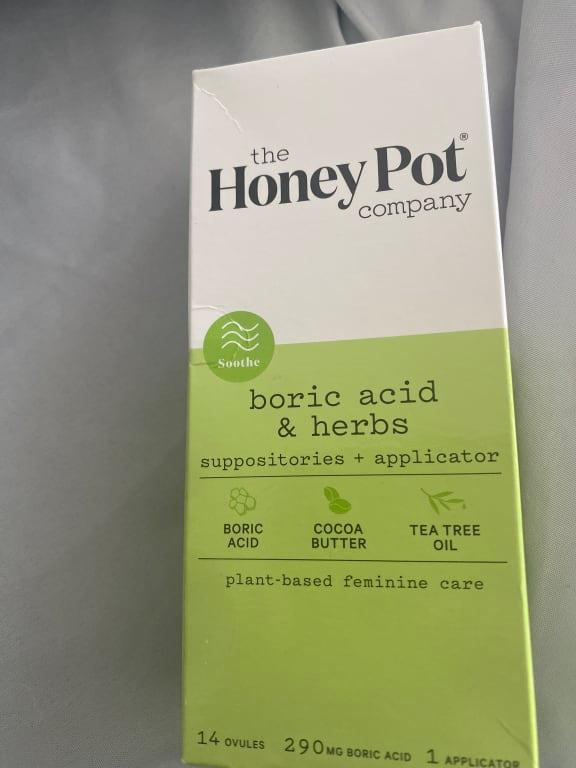 the
Honey Pot®
company
Soothe
boric acid
& herbs
suppositories + applicator
BORIC
ACID
COCOA
BUTTER
TEA TREE
OIL
plant-based feminine care
14 OVULES 290MG BORIC ACID 1 APPLICATOR